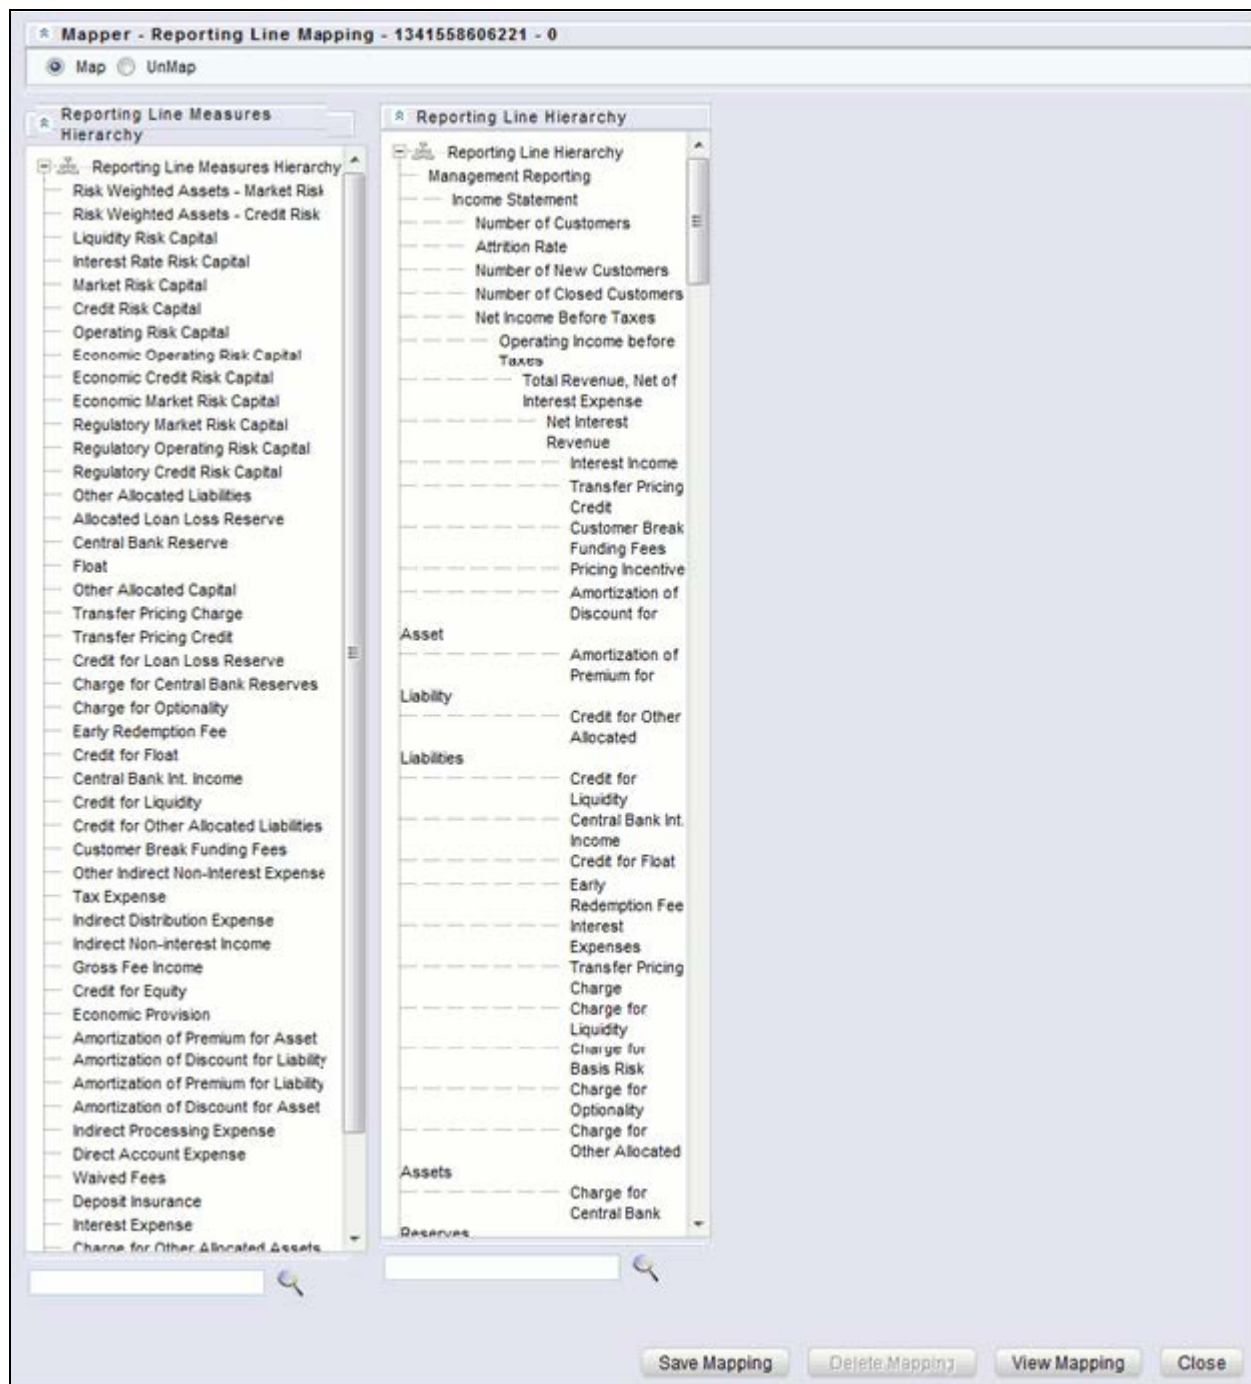 Mapper - Reporting Line Mapping - 1341558606221 - 0
Map UnMap
Reporting Line Measures
Hierarchy
Reporting Line Measures Hierarchy
Risk Weighted Assets - Market Risk
Risk Weighted Assets - Credit Risk
Liquidity Risk Capital
Interest Rate Risk Capital
Market Risk Capital
Credit Risk Capital
Operating Risk Capital
Economic Operating Risk Capital
Economic Credit Risk Capital
Economic Market Risk Capital
Regulatory Market Risk Capital
Regulatory Operating Risk Capital
Regulatory Credit Risk Capital
Other Allocated Liabilities
Allocated Loan Loss Reserve
Central Bank Reserve
Float
Other Allocated Capital
Transfer Pricing Charge
Transfer Pricing Credit
Credit for Loan Loss Reserve
Charge for Central Bank Reserves
Charge for Optionality
Early Redemption Fee
Credit for Float
Central Bank Int. Income
Credit for Liquidity
Credit for Other Allocated Liabilities
Customer Break Funding Fees
Other Indirect Non-Interest Expense
Tax Expense
Indirect Distribution Expense
Indirect Non-interest Income
Gross Fee Income
Credit for Equity
Economic Provision
Amortization of Premium for Asset
Amortization of Discount for Liability
Amortization of Premium for Liability
Amortization of Discount for Asset
Indirect Processing Expense
Direct Account Expense
Waived Fees
Deposit Insurance
Interest Expense
Charge for Other Allocated Assets
Reporting Line Hierarchy
Reporting Line Hierarchy
Management Reporting
Income Statement
Number of Customers
Attrition Rate
Number of New Customers
Number of Closed Customers
Net Income Before Taxes
Operating Income before
Taxes
Total Revenue, Net of
Interest Expense
Net Interest
Revenue
Interest Income
Transfer Pricing
Credit
Customer Break
Funding Fees
Pricing Incentive
Amortization of
Discount for
Asset
Amortization of
Premium for
Liability
Credit for Other
Allocated
Liabilities
Credit for
Liquidity
Central Bank Int.
Income
Credit for Float
Early
Redemption Fee
Interest
Expenses
Transfer Pricing
Charge
Charge for
Liquidity
Charge for
Basis Risk
Charge for
Optionality
Charge for
Other Allocated
Assets
Charge for
Central Bank
Reserves
Save Mapping Delete Mapping View Mapping Close